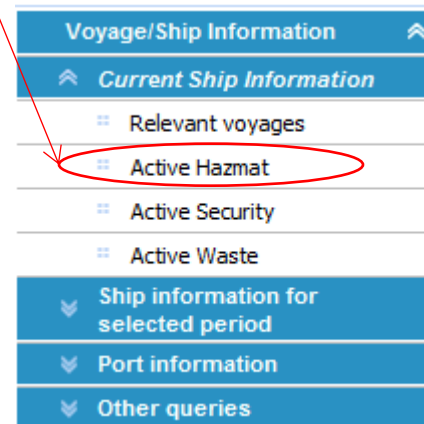 Voyage/Ship Information
Current Ship Information
Relevant voyages
Active Hazmat
Active Security
Active Waste
Ship information for
selected period
Port information
Other queries